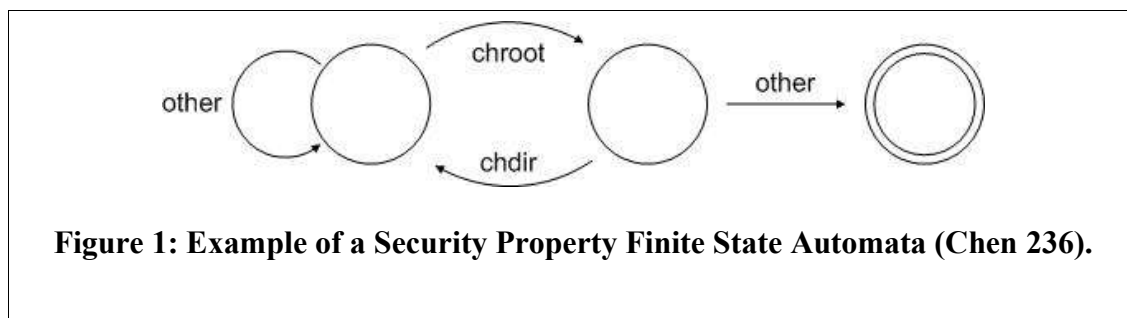 chroot
other
other
chdir
Figure 1: Example of a Security Property Finite State Automata (Chen 236).